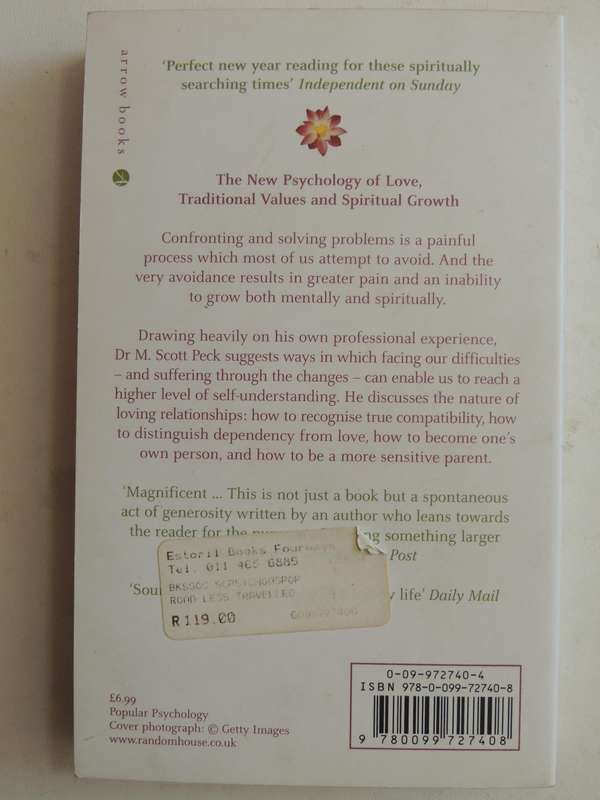 arrow books
‘Perfect new year reading for these spiritually
searching times’ Independent on Sunday
The New Psychology of Love,
Traditional Values and Spiritual Growth
Confronting and solving problems is a painful
process which most of us attempt to avoid. And the
very avoidance results in greater pain and an inability
to grow both mentally and spiritually.
Drawing heavily on his own professional experience,
Dr M. Scott Peck suggests ways in which facing our difficulties
– and suffering through the changes – can enable us to reach a
higher level of self-understanding. He discusses the nature of
loving relationships: how to recognise true compatibility, how
to distinguish dependency from love, how to become one’s
own person, and how to be a more sensitive parent.
‘Magnificent ... This is not just a book but a spontaneous
act of generosity written by an author who leans towards
the reader for the something larger
Post
life’ Daily Mail
Estoril Books Fourways
Tel. 011 465 6885
ROAD LESS TRAVELLED
R 119.00
£6.99
Popular Psychology
Cover photograph: © Getty Images
www.randomhouse.co.uk
0-09-972740-4
ISBN 978-0-099-72740-8
9 780099 727408